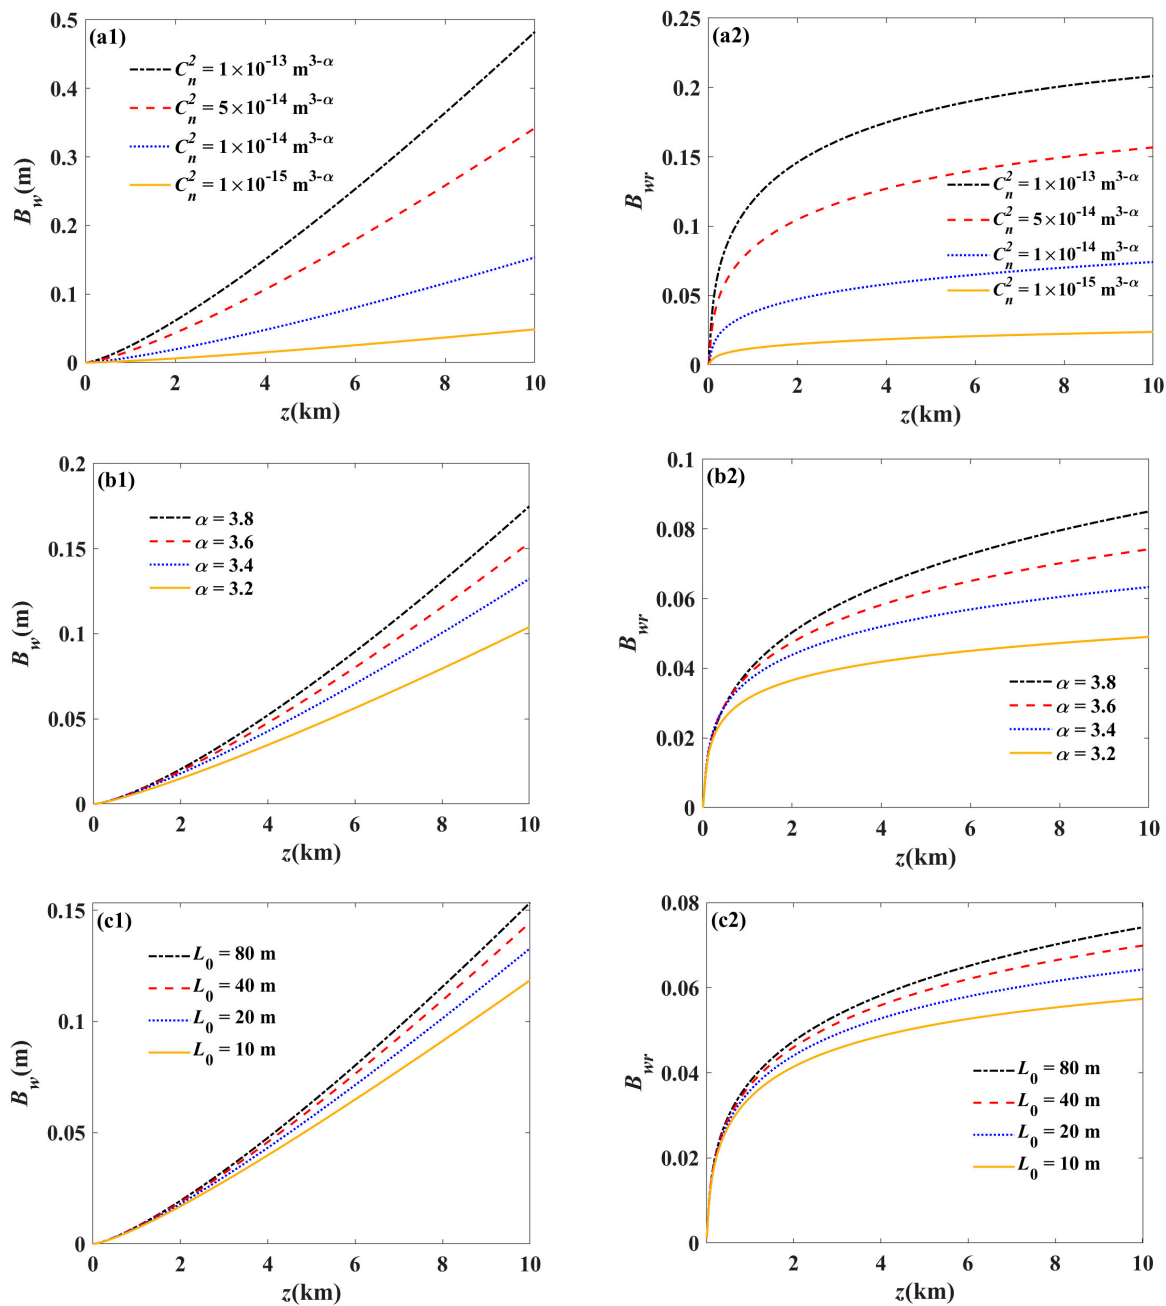 (a1)
0.5
0.4
0.3
0.2
0.1
0
B_w(m)
C_n^2 = 1×10^-13 m^3-α
C_n^2 = 5×10^-14 m^3-α
C_n^2 = 1×10^-14 m^3-α
C_n^2 = 1×10^-15 m^3-α
0 2 4 6 8 10
z(km)
(a2)
0.25
0.2
0.15
0.1
0.05
0
B_wr
C_n^2 = 1×10^-13 m^3-α
C_n^2 = 5×10^-14 m^3-α
C_n^2 = 1×10^-14 m^3-α
C_n^2 = 1×10^-15 m^3-α
0 2 4 6 8 10
z(km)
(b1)
0.2
0.15
0.1
0.05
0
B_w(m)
α = 3.8
α = 3.6
α = 3.4
α = 3.2
0 2 4 6 8 10
z(km)
(b2)
0.1
0.08
0.06
0.04
0.02
0
B_wr
α = 3.8
α = 3.6
α = 3.4
α = 3.2
0 2 4 6 8 10
z(km)
(c1)
0.15
0.1
0.05
0
B_w(m)
L_0 = 80 m
L_0 = 40 m
L_0 = 20 m
L_0 = 10 m
0 2 4 6 8 10
z(km)
(c2)
0.08
0.06
0.04
0.02
0
B_wr
L_0 = 80 m
L_0 = 40 m
L_0 = 20 m
L_0 = 10 m
0 2 4 6 8 10
z(km)